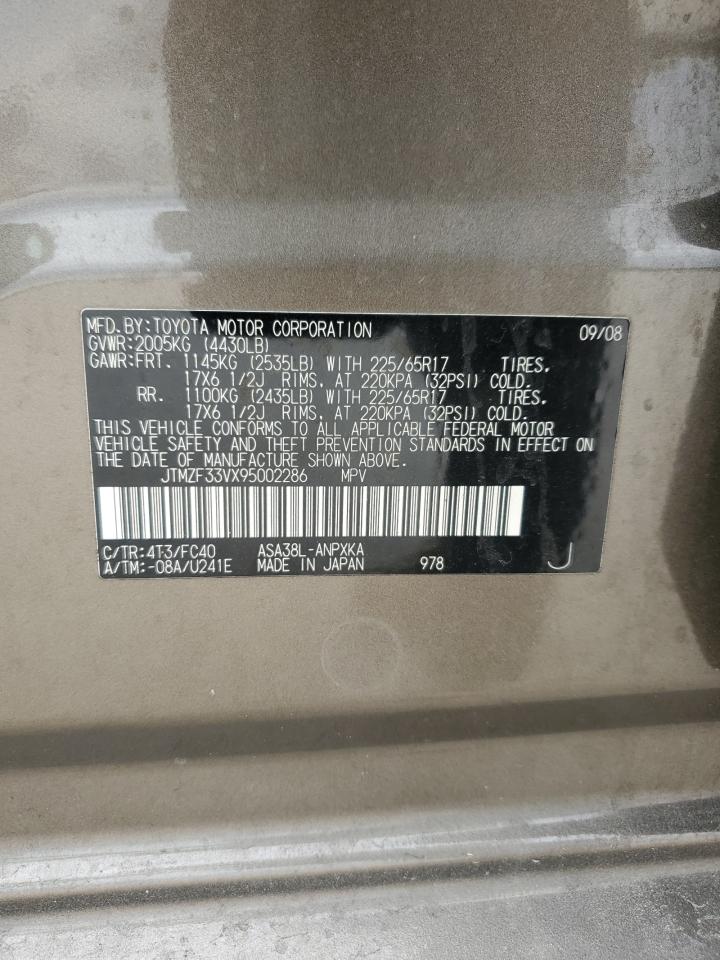 MFD.BY:TOYOTA MOTOR CORPORATION 09/08
GVWR:2005KG (4430LB)
GAWR:FRT. 1145KG (2535LB) WITH 225/65R17 TIRES.
17X6 1/2J RIMS. AT 220KPA (32PSI) COLD.
RR. 1100KG (2435LB) WITH 225/65R17 TIRES.
17X6 1/2J RIMS. AT 220KPA (32PSI) COLD.
THIS VEHICLE CONFORMS TO ALL APPLICABLE FEDERAL MOTOR
VEHICLE SAFETY AND THEFT PREVENTION STANDARDS IN EFFECT ON
THE DATE OF MANUFACTURE SHOWN ABOVE.
JTMZF33VX95002286 MPV
C/TR:4T3/FC40 ASA38L-ANPXKA
A/TM:-08A/U241E MADE IN JAPAN 978 J